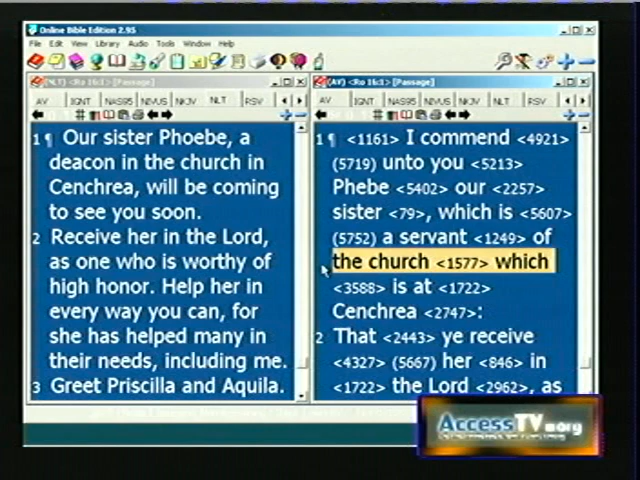 Online Bible Edition 2.95
File Edit View Library Audio Tools Window Help
(NLT) <Ro 16:1> [Passage]
AV IGNT NAS95 NIVUS NKJV NLT RSV
1 ¶ Our sister Phoebe, a
deacon in the church in
Cenchrea, will be coming
to see you soon.
2 Receive her in the Lord,
as one who is worthy of
high honor. Help her in
every way you can, for
she has helped many in
their needs, including me.
3 Greet Priscilla and Aquila.
(AV) <Ro 16:1> [Passage]
AV IGNT NAS95 NIVUS NKJV NLT RSV
1 ¶ <1161> I commend <4921>
(5719) unto you <5213>
Phebe <5402> our <2257>
sister <79>, which is <5607>
(5752) a servant <1249> of
the church <1577> which
<3588> is at <1722>
Cenchrea <2747>:
2 That <2443> ye receive
<4327> (5667) her <846> in
<1722> the Lord <2962>, as
AccessTV.org